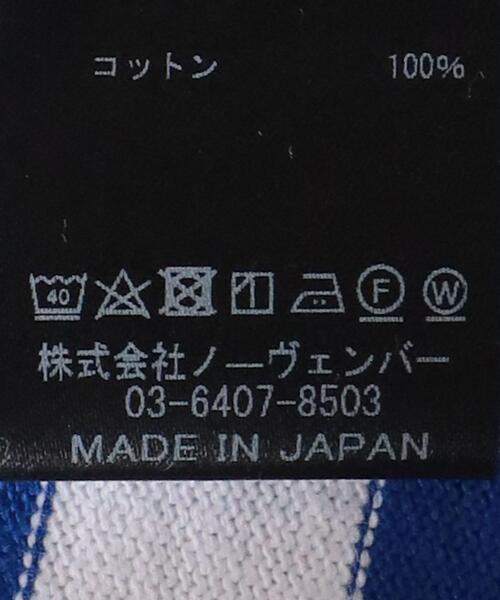 コットン 100%
40 F W
株式会社ノーヴェンバー
03-6407-8503
MADE IN JAPAN